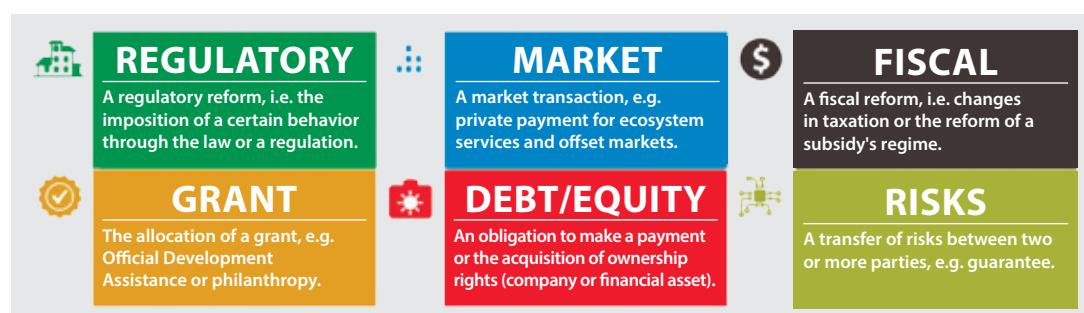 REGULATORY
A regulatory reform, i.e. the
imposition of a certain behavior
through the law or a regulation.
MARKET
A market transaction, e.g.
private payment for ecosystem
services and offset markets.
$
FISCAL
A fiscal reform, i.e. changes
in taxation or the reform of a
subsidy's regime.
GRANT
The allocation of a grant, e.g.
Official Development
Assistance or philanthropy.
DEBT/EQUITY
An obligation to make a payment
or the acquisition of ownership
rights (company or financial asset).
RISKS
A transfer of risks between two
or more parties, e.g. guarantee.